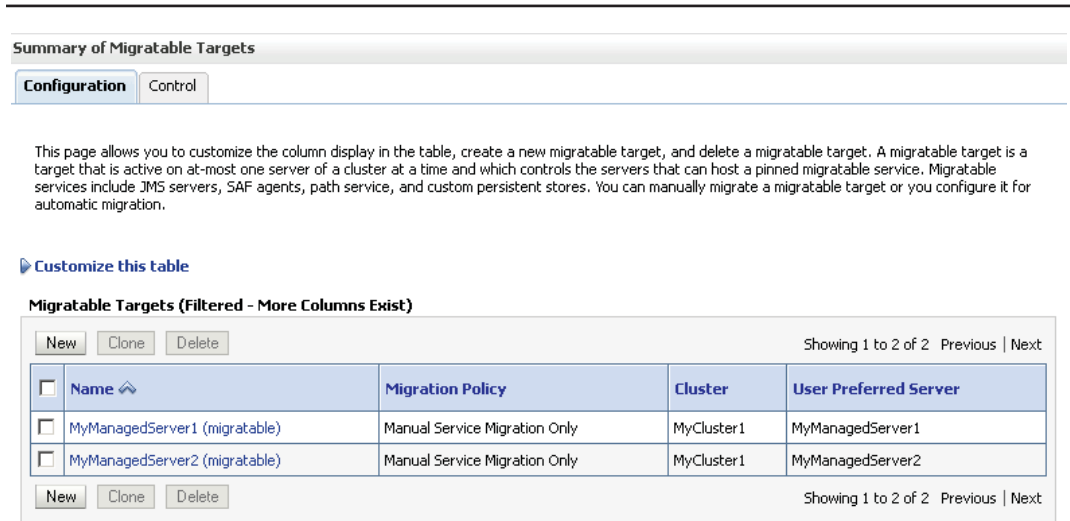 Summary of Migratable Targets
Configuration Control
This page allows you to customize the column display in the table, create a new migratable target, and delete a migratable target. A migratable target is a
target that is active on at-most one server of a cluster at a time and which controls the servers that can host a pinned migratable service. Migratable
services include JMS servers, SAF agents, path service, and custom persistent stores. You can manually migrate a migratable target or you configure it for
automatic migration.
Customize this table
Migratable Targets (Filtered - More Columns Exist)
New Clone Delete Showing 1 to 2 of 2 Previous | Next
Name Migration Policy Cluster User Preferred Server
MyManagedServer1 (migratable) Manual Service Migration Only MyCluster1 MyManagedServer1
MyManagedServer2 (migratable) Manual Service Migration Only MyCluster1 MyManagedServer2
New Clone Delete Showing 1 to 2 of 2 Previous | Next